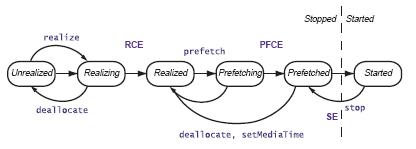 Stopped Started
realize RCE prefetch PFCE
Unrealized Realizing Realized Prefetching Prefetched Started
deallocate SE stop
deallocate, setMediaTime